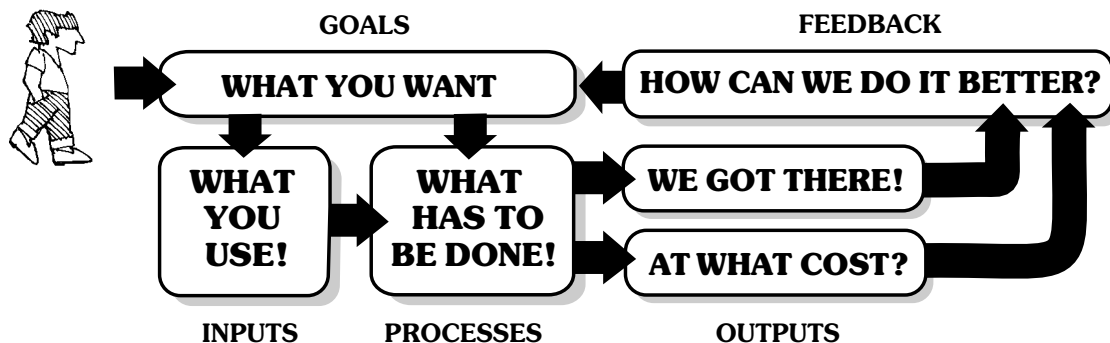 GOALS
FEEDBACK
WHAT YOU WANT
HOW CAN WE DO IT BETTER?
WHAT
YOU
USE!
WHAT
HAS TO
BE DONE!
WE GOT THERE!
AT WHAT COST?
INPUTS
PROCESSES
OUTPUTS